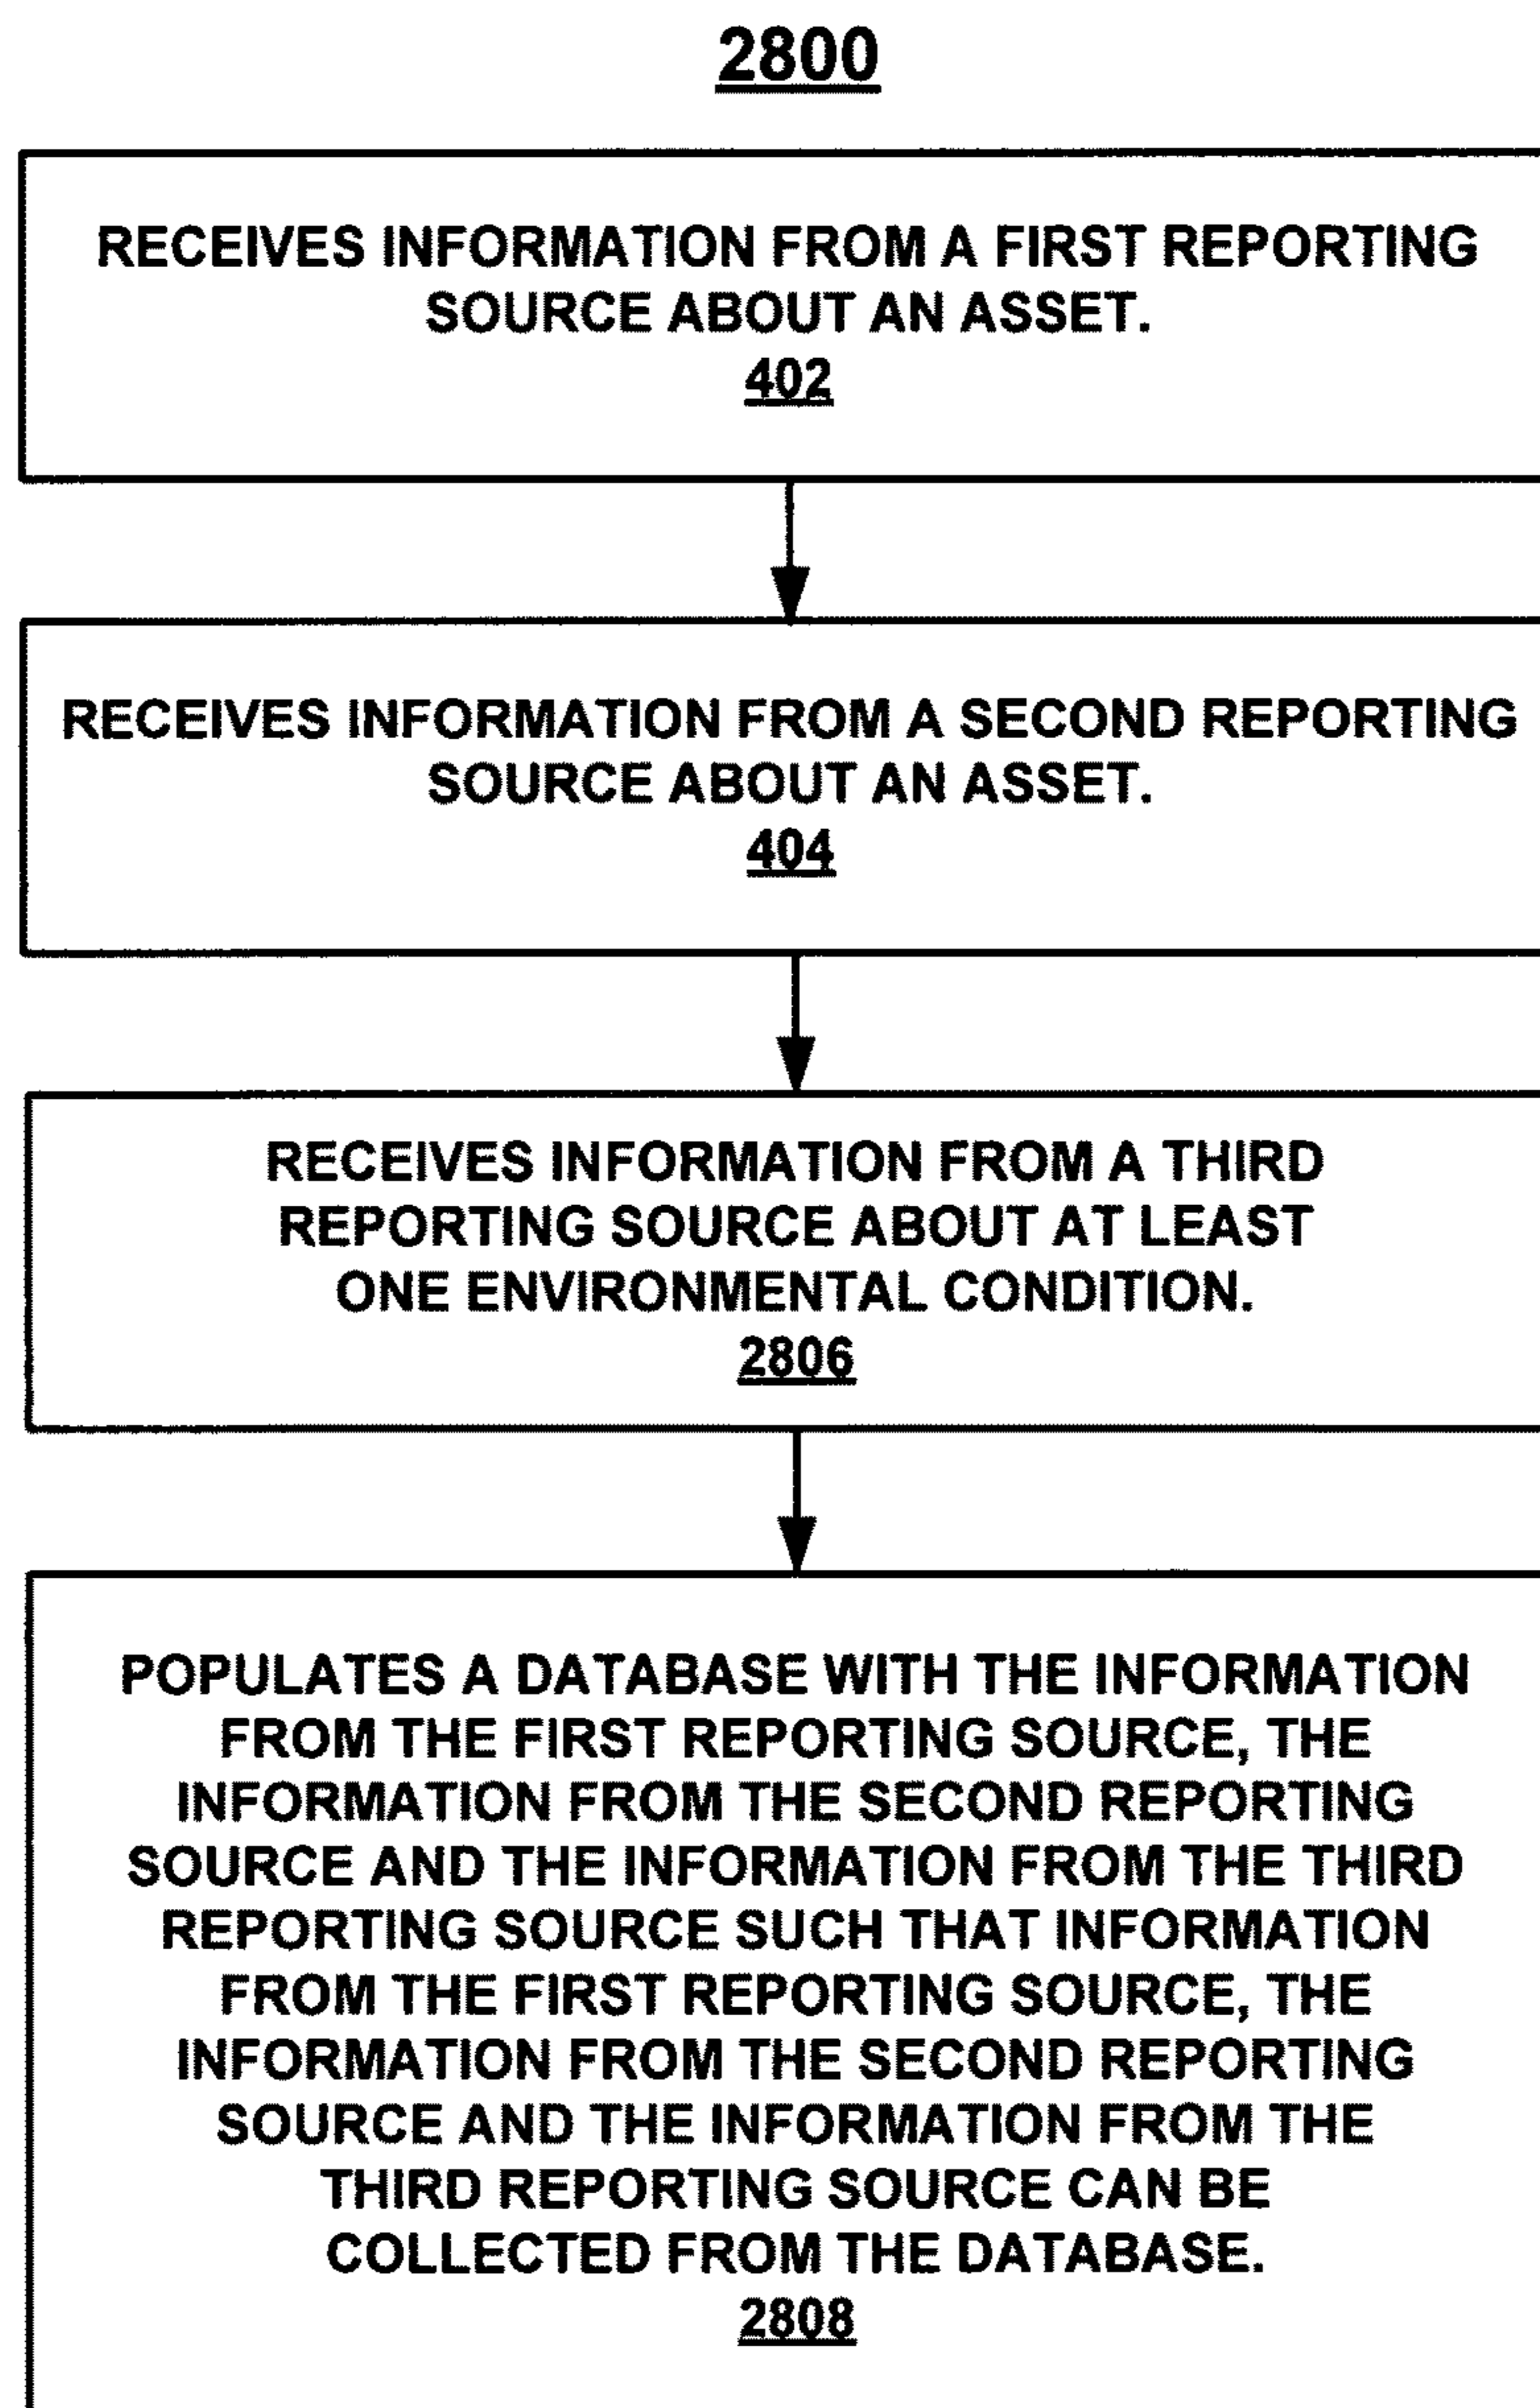 2800
RECEIVES INFORMATION FROM A FIRST REPORTING
SOURCE ABOUT AN ASSET.
402
RECEIVES INFORMATION FROM A SECOND REPORTING
SOURCE ABOUT AN ASSET.
404
RECEIVES INFORMATION FROM A THIRD
REPORTING SOURCE ABOUT AT LEAST
ONE ENVIRONMENTAL CONDITION.
2806
POPULATES A DATABASE WITH THE INFORMATION
FROM THE FIRST REPORTING SOURCE, THE
INFORMATION FROM THE SECOND REPORTING
SOURCE AND THE INFORMATION FROM THE THIRD
REPORTING SOURCE SUCH THAT INFORMATION
FROM THE FIRST REPORTING SOURCE, THE
INFORMATION FROM THE SECOND REPORTING
SOURCE AND THE INFORMATION FROM THE
THIRD REPORTING SOURCE CAN BE
COLLECTED FROM THE DATABASE.
2808